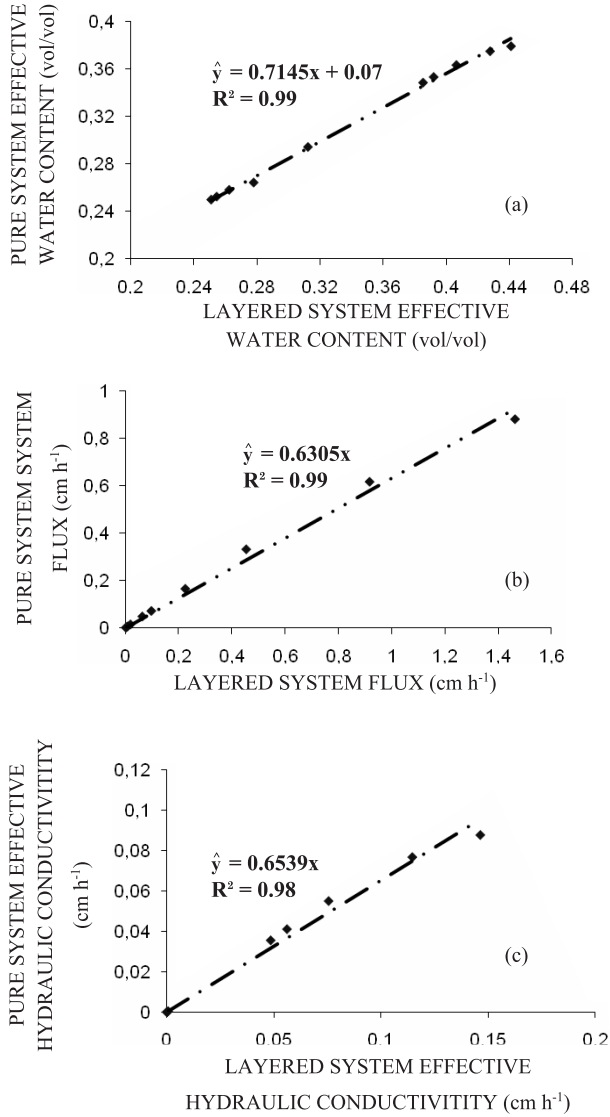 PURE SYSTEM EFFECTIVE
WATER CONTENT (vol/vol)
0,4
0,36
0,32
0,28
0,24
0,2
ŷ = 0.7145x + 0.07
R² = 0.99
(a)
0.2 0.24 0.28 0.32 0.36 0.4 0.44 0.48
LAYERED SYSTEM EFFECTIVE
WATER CONTENT (vol/vol)
PURE SYSTEM SYSTEM
FLUX (cm h⁻¹)
1
0,8
0,6
0,4
0,2
0
ŷ = 0.6305x
R² = 0.99
(b)
0 0,2 0,4 0,6 0,8 1 1,2 1,4 1,6
LAYERED SYSTEM FLUX (cm h⁻¹)
PURE SYSTEM EFFECTIVE
HYDRAULIC CONDUCTIVITITY
(cm h⁻¹)
0,12
0,1
0,08
0,06
0,04
0,02
0
ŷ = 0.6539x
R² = 0.98
(c)
0 0.05 0.1 0.15 0.2
LAYERED SYSTEM EFFECTIVE
HYDRAULIC CONDUCTIVITITY (cm h⁻¹)